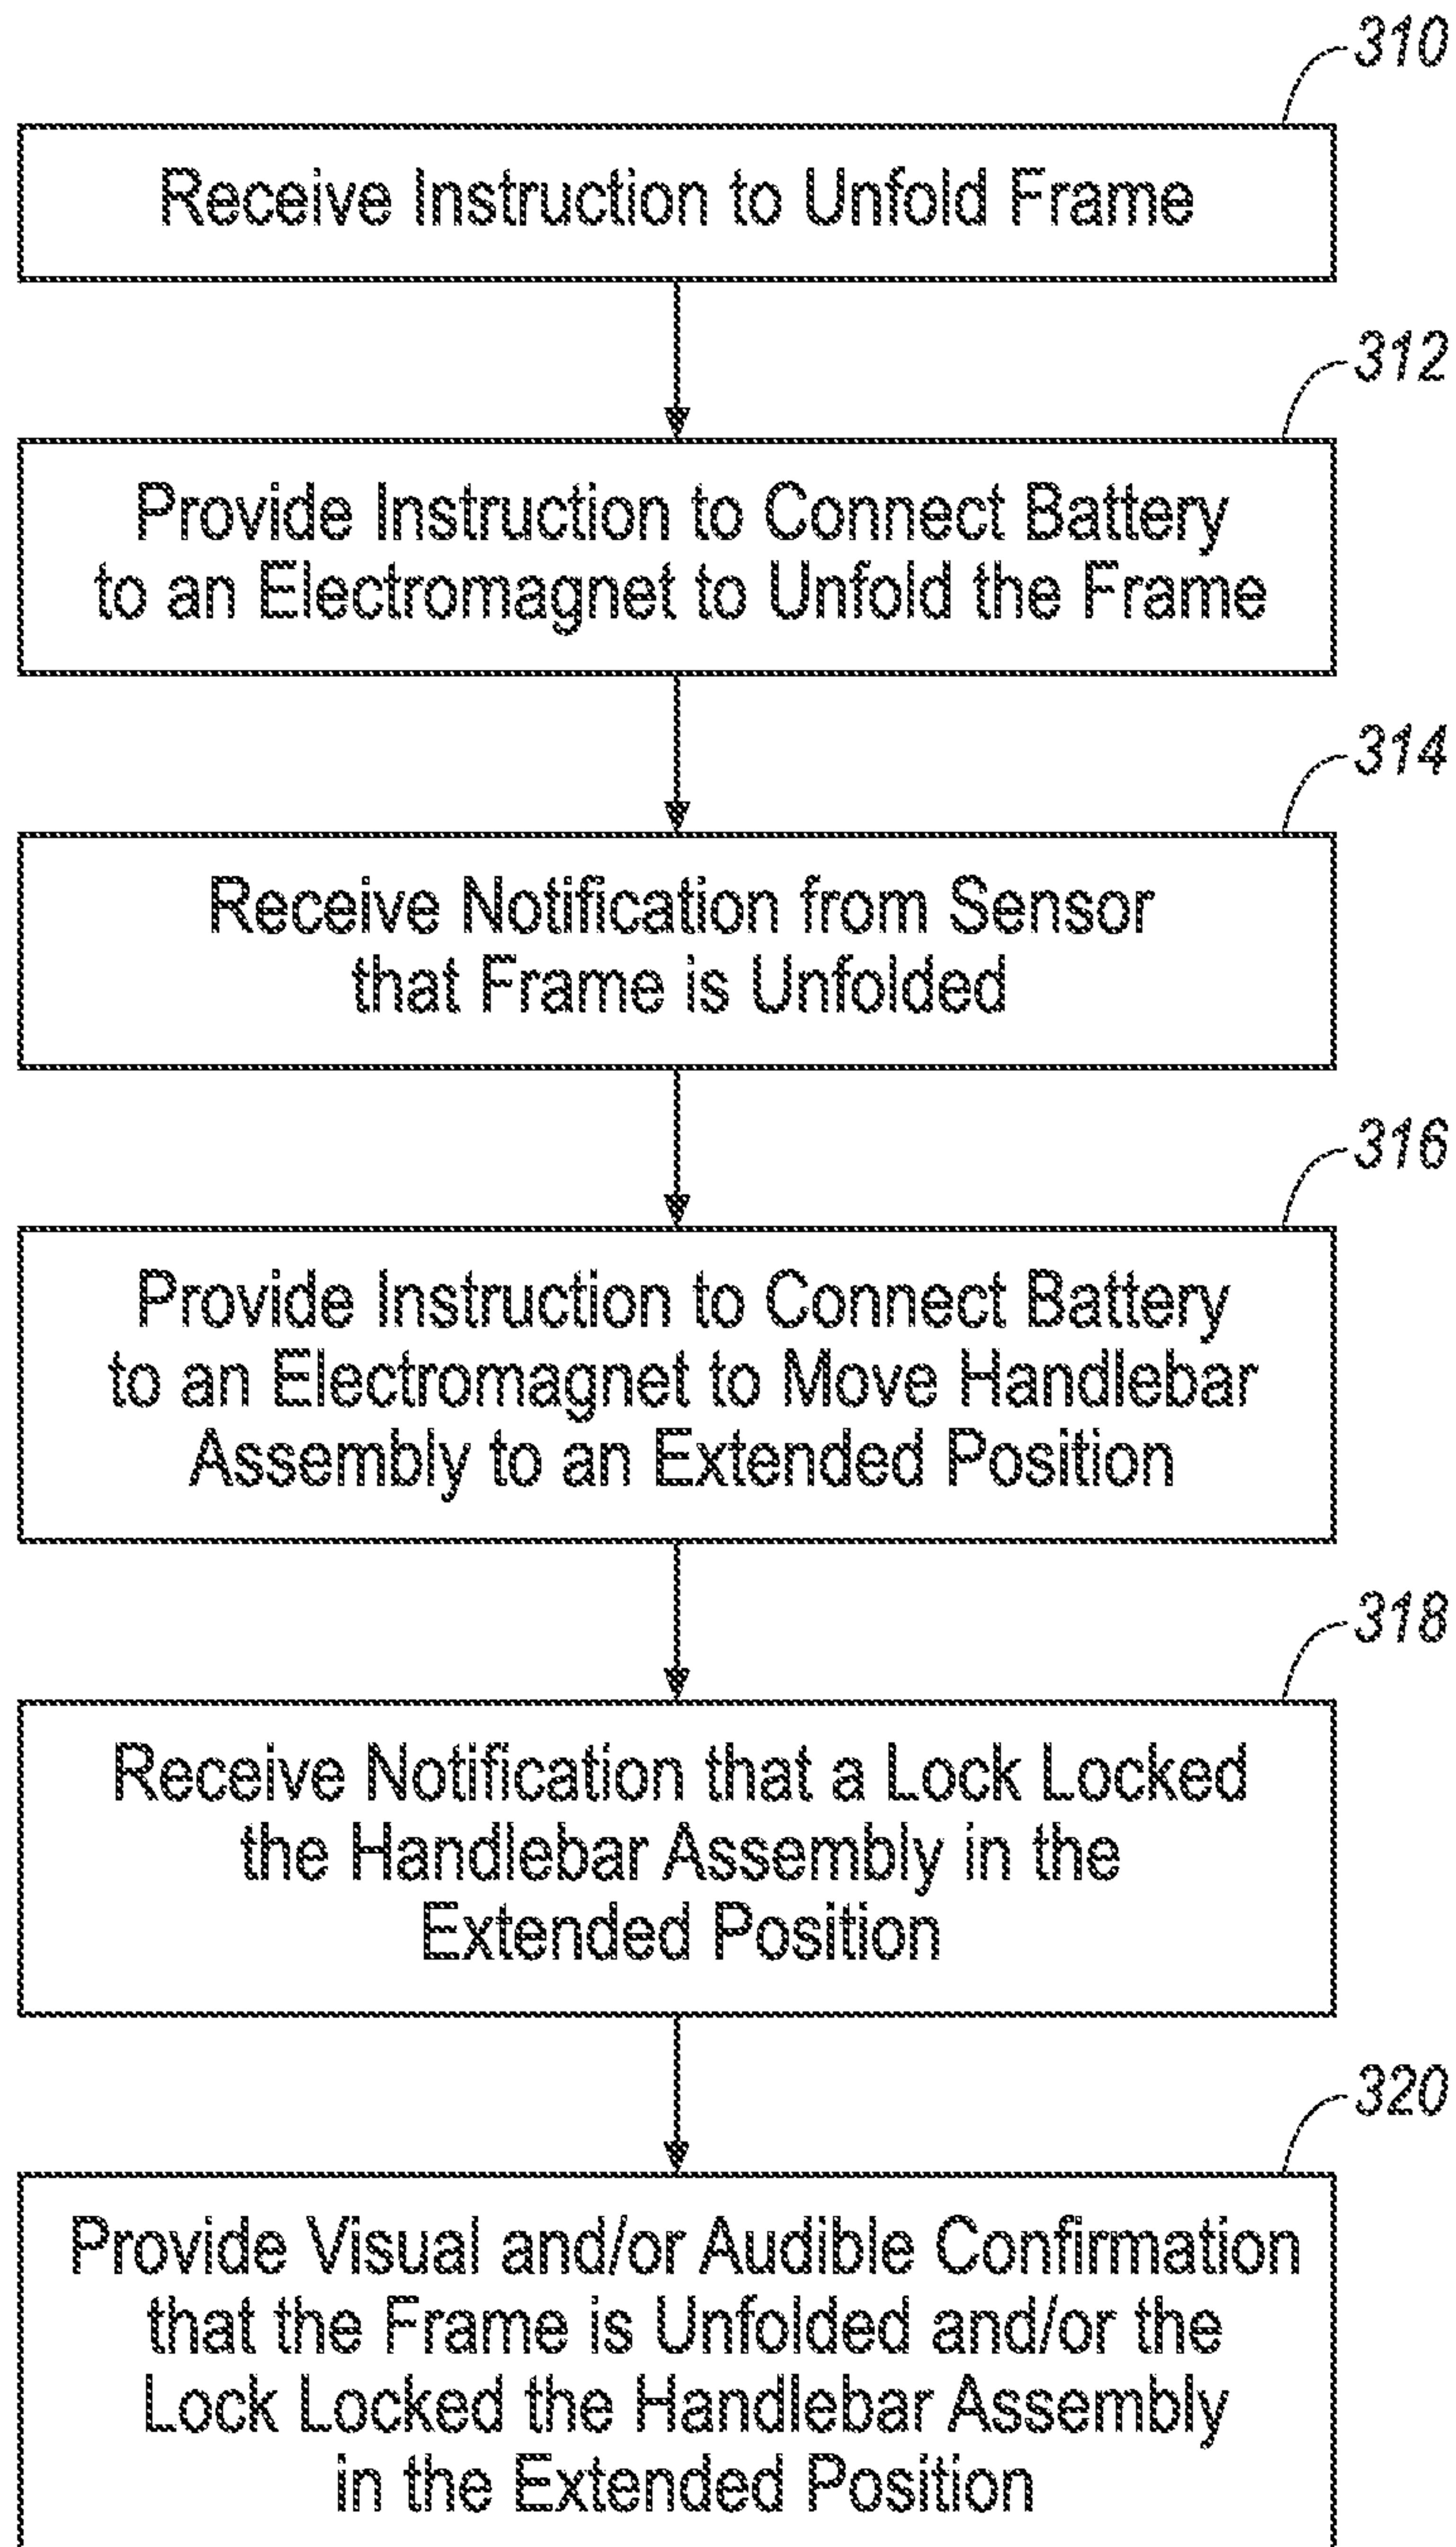 310
Receive Instruction to Unfold Frame
312
Provide Instruction to Connect Battery
to an Electromagnet to Unfold the Frame
314
Receive Notification from Sensor
that Frame is Unfolded
316
Provide Instruction to Connect Battery
to an Electromagnet to Move Handlebar
Assembly to an Extended Position
318
Receive Notification that a Lock Locked
the Handlebar Assembly in the
Extended Position
320
Provide Visual and/or Audible Confirmation
that the Frame is Unfolded and/or the
Lock Locked the Handlebar Assembly
in the Extended Position